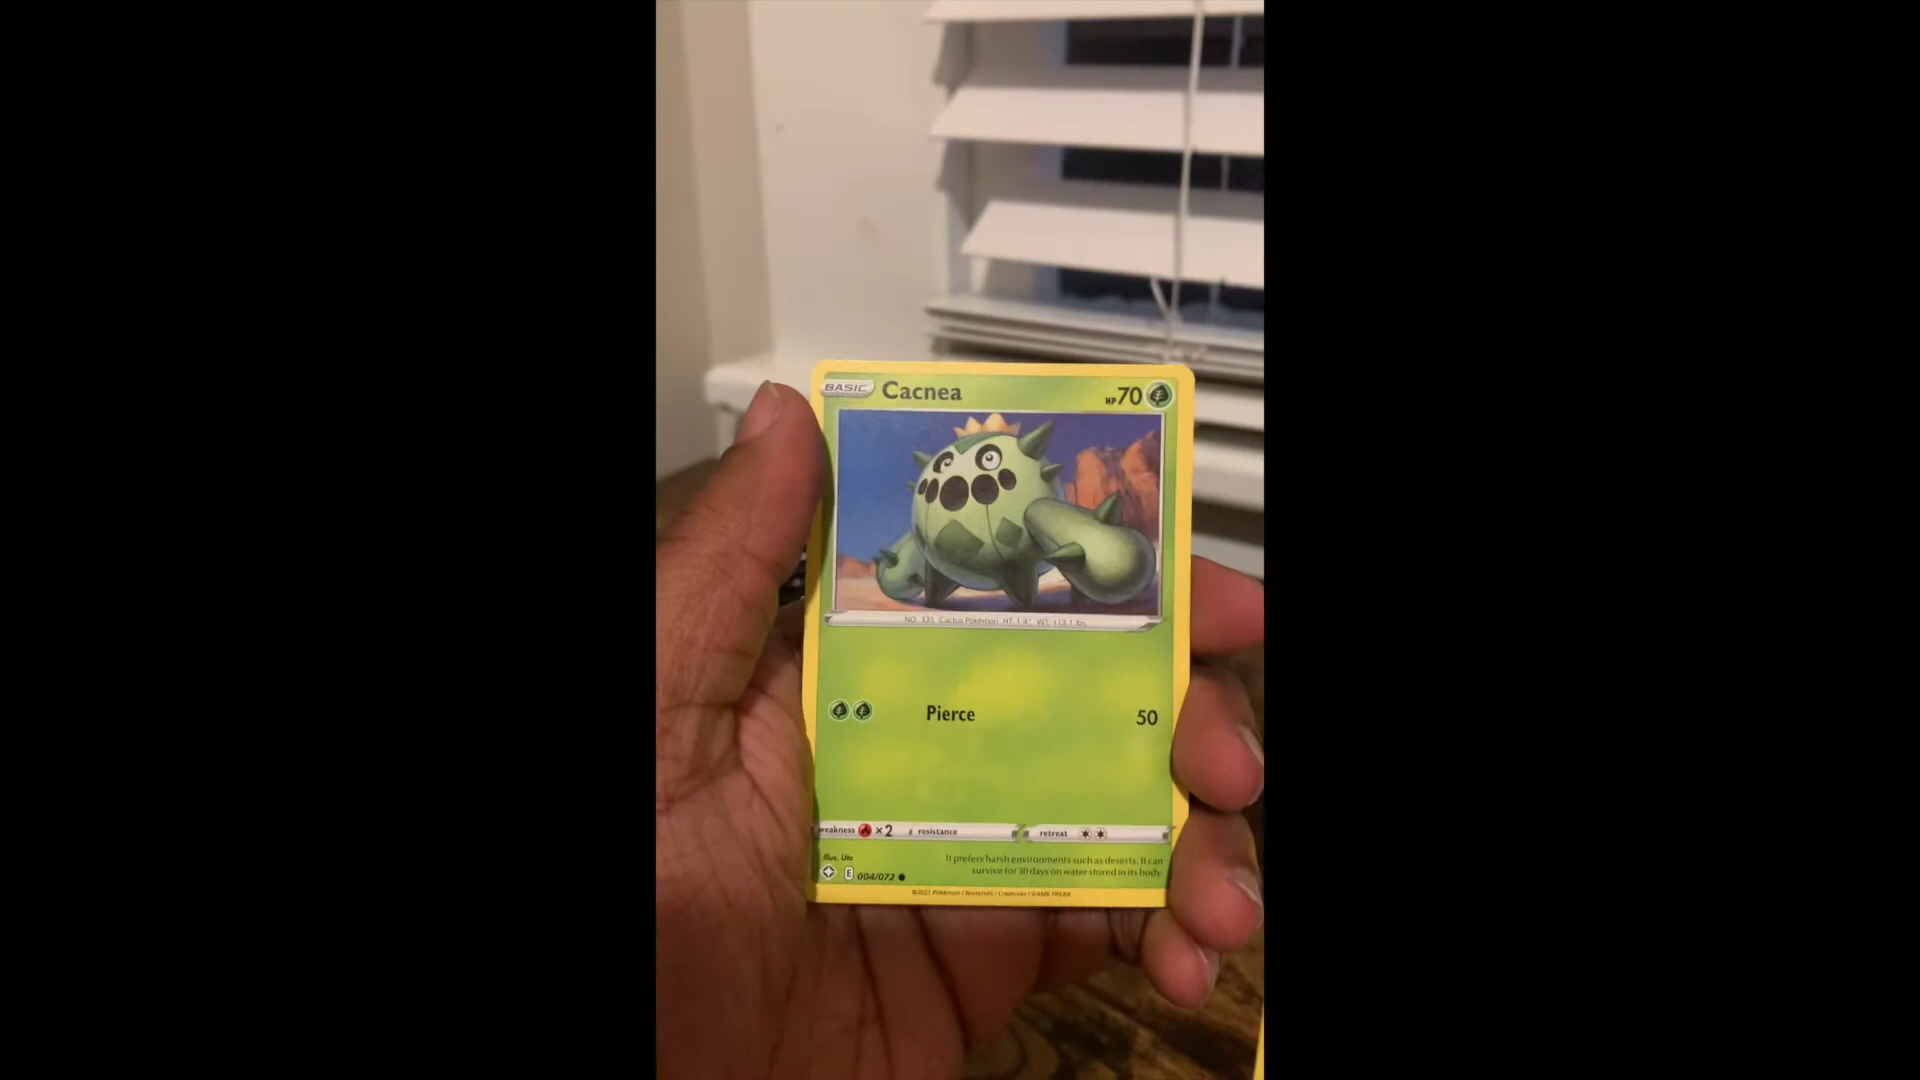 BASIC Cacnea HP 70
NO. 331 Cactus Pokémon HT: 1'4" WT: 113.1 lbs.
Pierce 50
weakness ×2 resistance retreat
Illus. Uto
It prefers harsh environments such as deserts. It can
survive for 30 days on water stored in its body.
E 004/072
©2021 Pokémon / Nintendo / Creatures / GAME FREAK